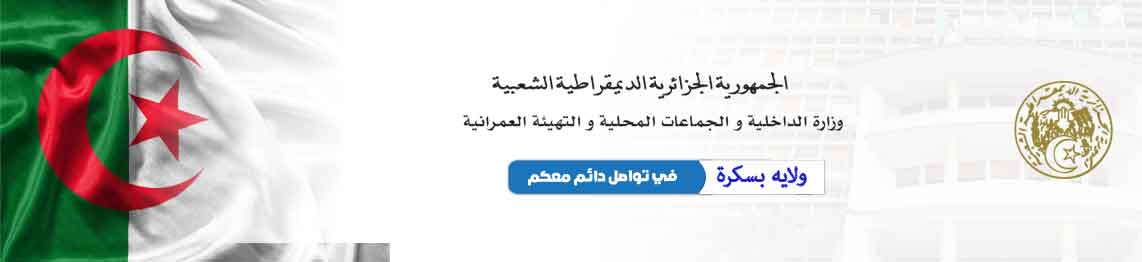 الجمهورية الجزائرية الديمقراطية الشعبية
وزارة الداخلية و الجماعات المحلية و التهيئة العمرانية
ولايه بسكرة في تواصل دائم معكم